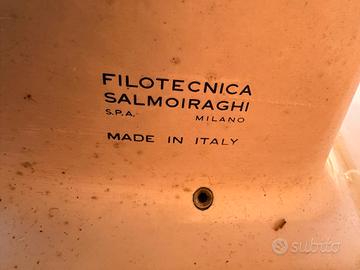 FILOTECNICA
SALMOIRAGHI
S.P.A. MILANO
MADE IN ITALY
subito